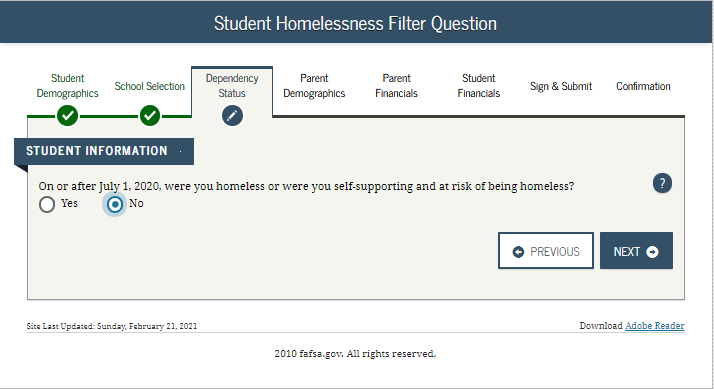 Student Homelessness Filter Question
Student Demographics
School Selection
Dependency Status
Parent Demographics
Parent Financials
Student Financials
Sign & Submit
Confirmation
STUDENT INFORMATION
On or after July 1, 2020, were you homeless or were you self-supporting and at risk of being homeless?
?
Yes No
PREVIOUS NEXT
Site Last Updated: Sunday, February 21, 2021
Download Adobe Reader
2010 fafsa.gov. All rights reserved.